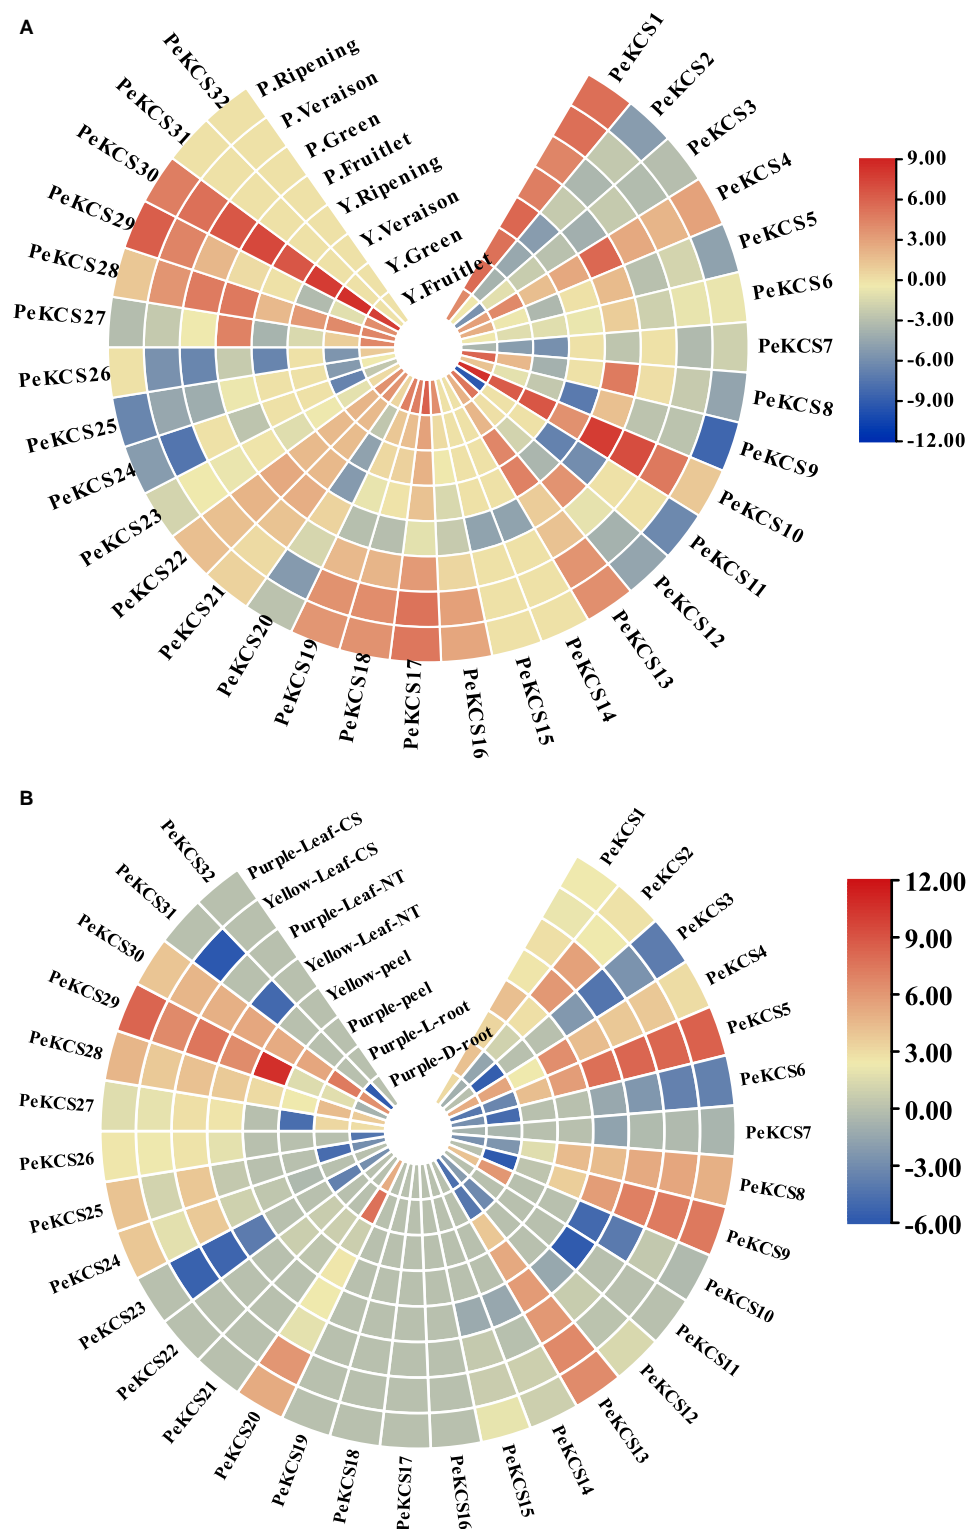 A
PeKCS1
PeKCS2
PeKCS3
PeKCS4
PeKCS5
PeKCS6
PeKCS7
PeKCS8
PeKCS9
PeKCS10
PeKCS11
PeKCS12
PeKCS13
PeKCS14
PeKCS15
PeKCS16
PeKCS17
PeKCS18
PeKCS19
PeKCS20
PeKCS21
PeKCS22
PeKCS23
PeKCS24
PeKCS25
PeKCS26
PeKCS27
PeKCS28
PeKCS29
PeKCS30
PeKCS31
PeKCS32
P.Ripening
P.Veraison
P.Green
P.Fruitlet
Y.Ripening
Y.Veraison
Y.Green
Y.Fruitlet
9.00
6.00
3.00
0.00
-3.00
-6.00
-9.00
-12.00
B
PeKCS1
PeKCS2
PeKCS3
PeKCS4
PeKCS5
PeKCS6
PeKCS7
PeKCS8
PeKCS9
PeKCS10
PeKCS11
PeKCS12
PeKCS13
PeKCS14
PeKCS15
PeKCS16
PeKCS17
PeKCS18
PeKCS19
PeKCS20
PeKCS21
PeKCS22
PeKCS23
PeKCS24
PeKCS25
PeKCS26
PeKCS27
PeKCS28
PeKCS29
PeKCS30
PeKCS31
PeKCS32
Purple-Leaf-CS
Yellow-Leaf-CS
Purple-Leaf-NT
Yellow-Leaf-NT
Yellow-peel
Purple-peel
Purple-L-root
Purple-D-root
12.00
9.00
6.00
3.00
0.00
-3.00
-6.00